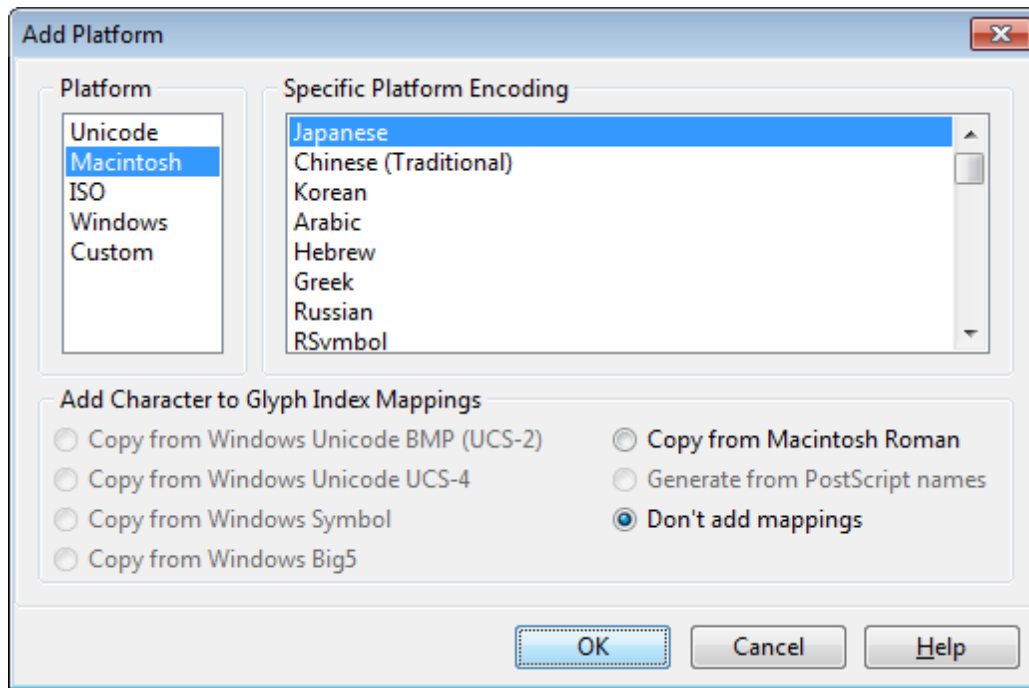 Add Platform
Platform
Unicode
Macintosh
ISO
Windows
Custom
Specific Platform Encoding
Japanese
Chinese (Traditional)
Korean
Arabic
Hebrew
Greek
Russian
RSymbol
Add Character to Glyph Index Mappings
Copy from Windows Unicode BMP (UCS-2)
Copy from Windows Unicode UCS-4
Copy from Windows Symbol
Copy from Windows Big5
Copy from Macintosh Roman
Generate from PostScript names
Don't add mappings
OK
Cancel
Help